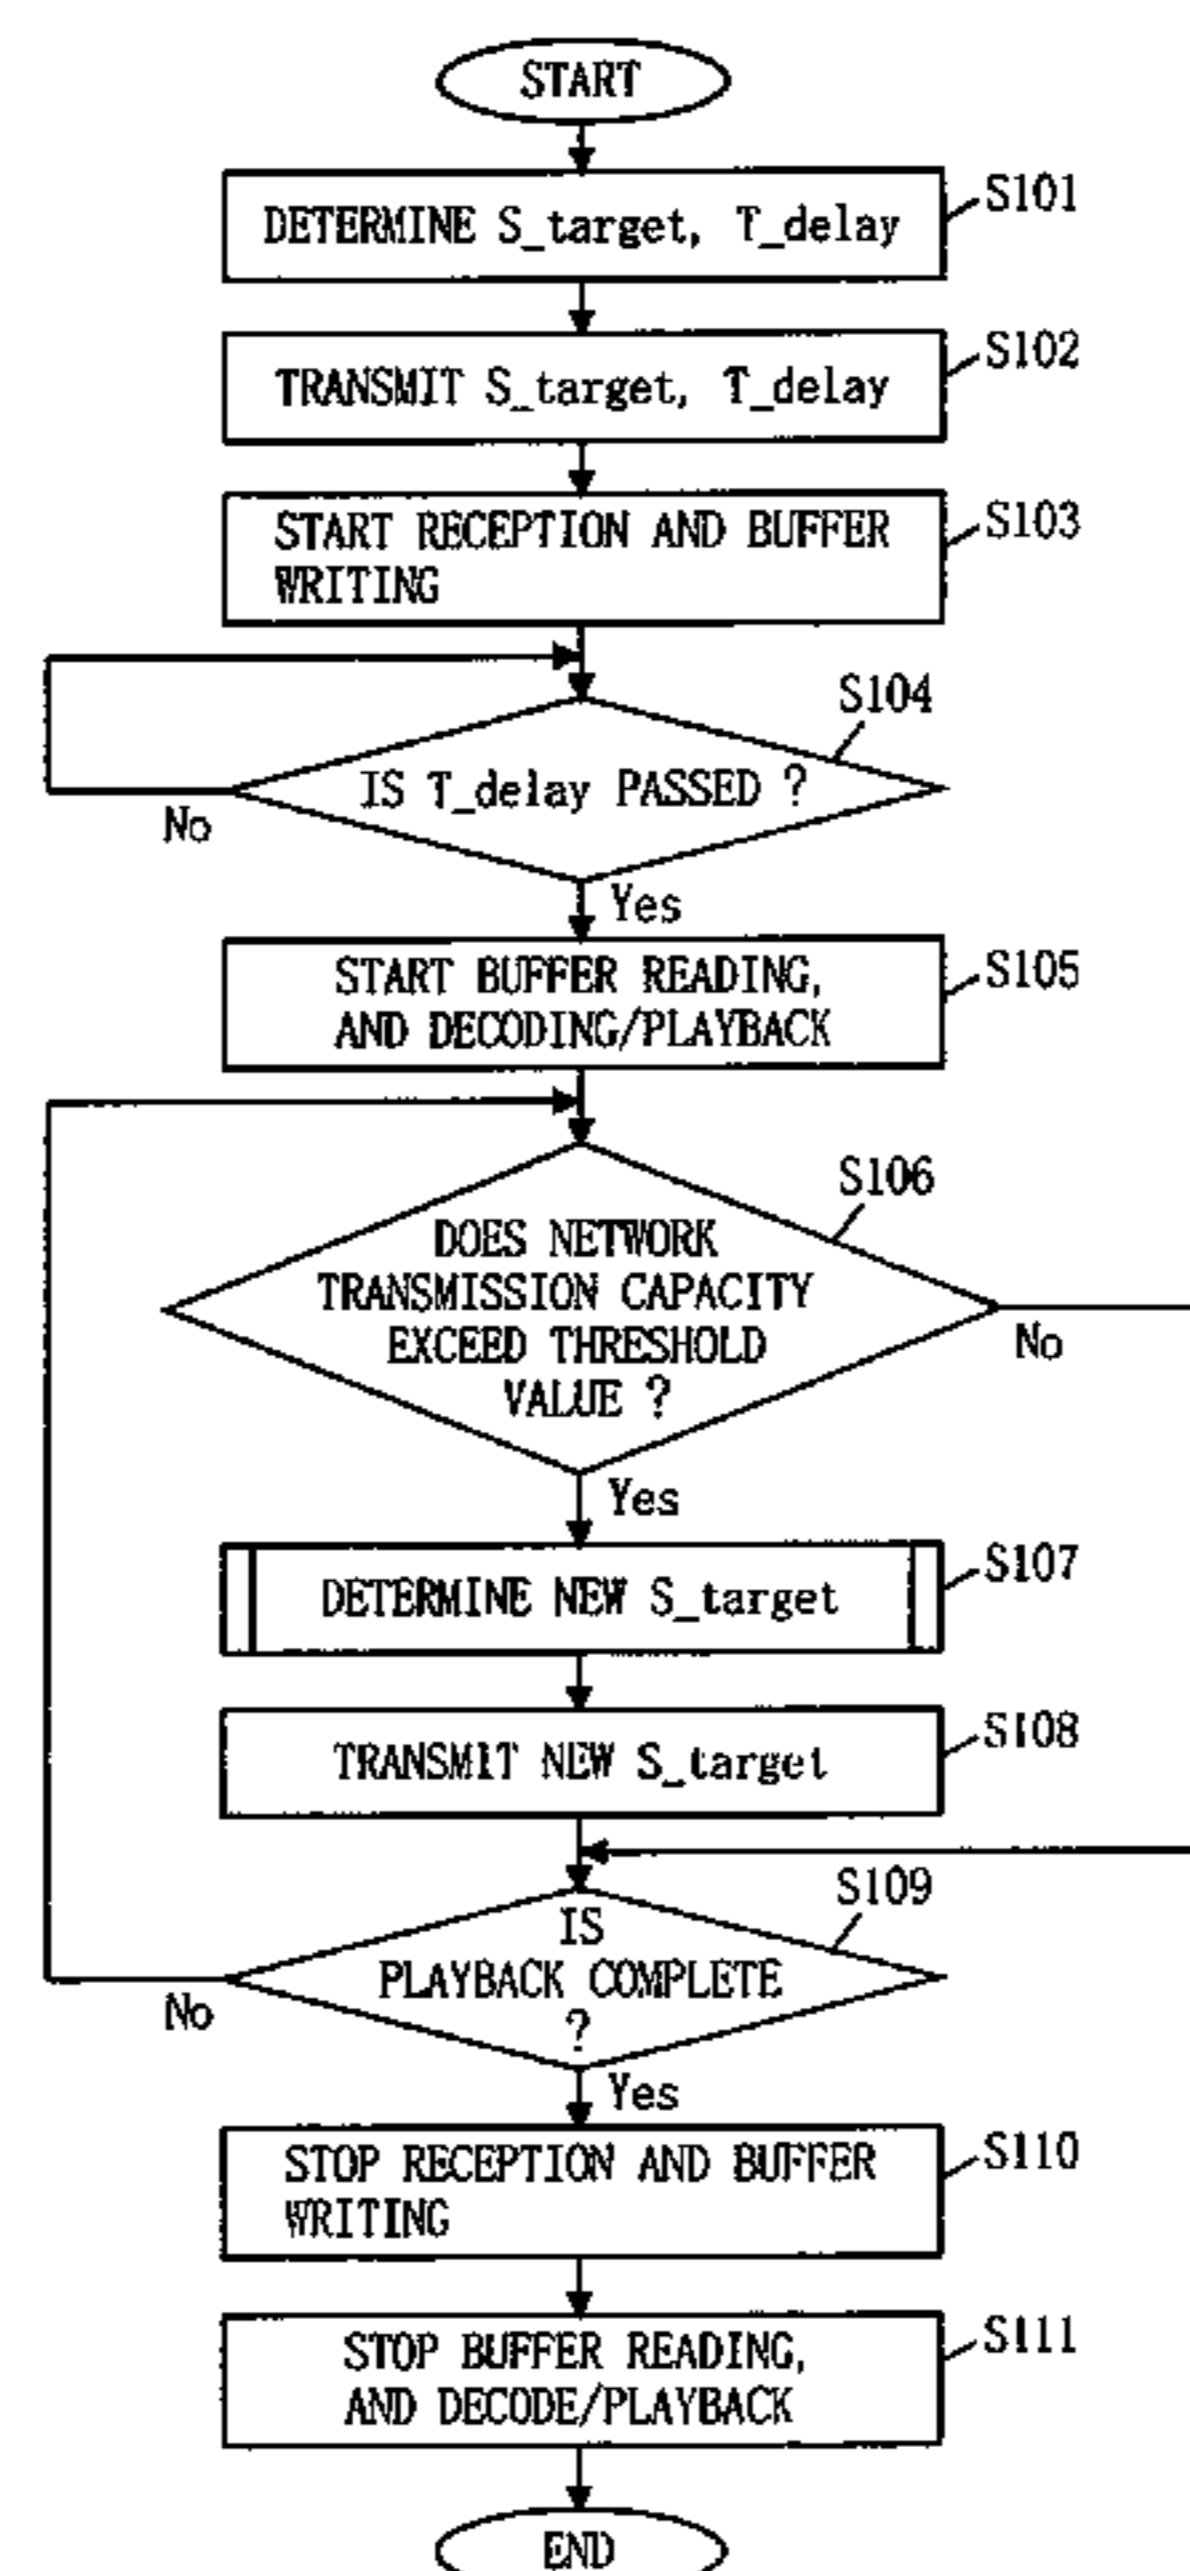 START
DETERMINE S_target, T_delay
S101
TRANSMIT S_target, T_delay
S102
START RECEPTION AND BUFFER
WRITING
S103
S104
IS T_delay PASSED ?
No
Yes
START BUFFER READING,
AND DECODING/PLAYBACK
S105
S106
DOES NETWORK
TRANSMISSION CAPACITY
EXCEED THRESHOLD
VALUE ?
No
Yes
DETERMINE NEW S_target
S107
TRANSMIT NEW S_target
S108
S109
IS
PLAYBACK COMPLETE
?
No
Yes
STOP RECEPTION AND BUFFER
WRITING
S110
STOP BUFFER READING,
AND DECODE/PLAYBACK
S111
END